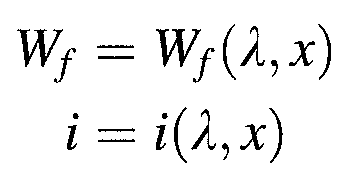 W_f = W_f(λ, x)
i = i(λ, x)